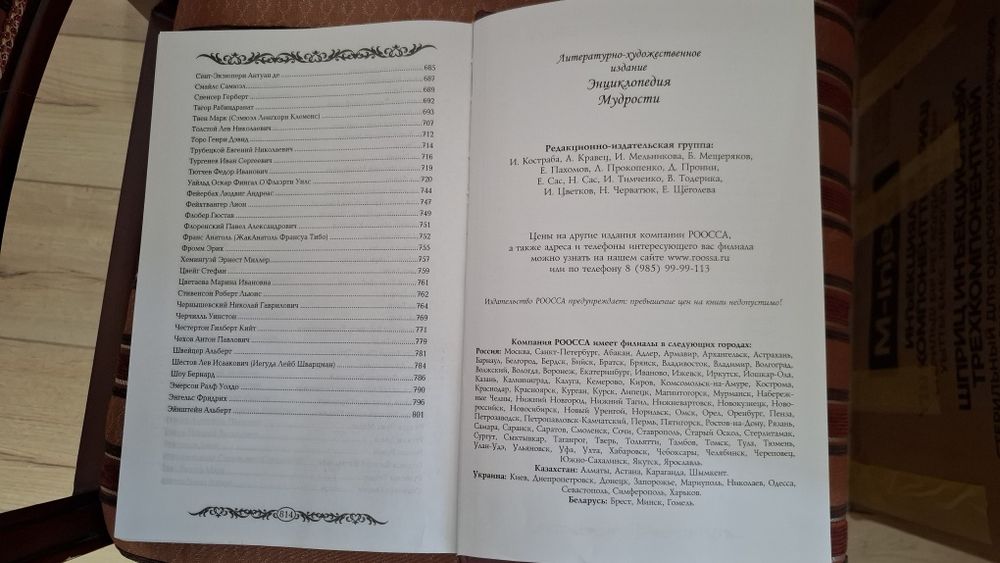 Сент-Экзюпери Антуан де 685
Смайлс Самюэл 687
Спенсер Герберт 689
Тагор Рабиндранат 692
Твен Марк (Сэмюэл Ленгхорн Клеменс) 693
Толстой Лев Николаевич 707
Торо Генри Дэвид 712
Трубецкой Евгений Николаевич 714
Тургенев Иван Сергеевич 716
Тютчев Федор Иванович 719
Уайльд Оскар Фингал О'Флаэрти Уилс 720
Фейербах Людвиг Андреас 744
Фейхтвангер Лион 747
Флобер Гюстав 749
Флоренский Павел Александрович 751
Франс Анатоль (ЖакАнатоль Франсуа Тибо) 752
Фромм Эрих 755
Хемингуэй Эрнест Миллер 757
Цвейг Стефан 759
Цветаева Марина Ивановна 761
Стивенсон Роберт Льюис 762
Чернышевский Николай Гаврилович 764
Черчилль Уинстон 769
Честертон Гилберт Кийт 771
Чехов Антон Павлович 779
Швейцер Альберт 781
Шестов Лев Исаакович (Иегуда Лейб Шварцман) 784
Шоу Бернард 786
Эмерсон Ралф Уолдо 790
Энгельс Фридрих 796
Эйнштейн Альберт 801
814
Литературно-художественное
издание
Энциклопедия
Мудрости
Редакционно-издательская группа:
И. Костраба, А. Кравец, И. Мельникова, Б. Мещеряков,
Е. Пахомов, Л. Прокопенко, Д. Пронин,
Е. Сас, Н. Сас, И. Тимченко, В. Тодерика,
И. Цветков, Н. Черватюк, Е. Щёголева
Цены на другие издания компании РООССА,
а также адреса и телефоны интересующего вас филиала
можно узнать на нашем сайте www.roossa.ru
или по телефону 8 (985) 99-99-113
Издательство РООССА предупреждает: превышение цен на книги недопустимо!
Компания РООССА имеет филиалы в следующих городах:
Россия: Москва, Санкт-Петербург, Абакан, Адлер, Армавир, Архангельск, Астрахань,
Барнаул, Белгород, Бердск, Бийск, Братск, Брянск, Владивосток, Владимир, Волгоград,
Волжский, Вологда, Воронеж, Екатеринбург, Иваново, Ижевск, Иркутск, Йошкар-Ола,
Казань, Калининград, Калуга, Кемерово, Киров, Комсомольск-на-Амуре, Кострома,
Краснодар, Красноярск, Курган, Курск, Липецк, Магнитогорск, Мурманск, Набереж-
ные Челны, Нижний Новгород, Нижний Тагил, Нижневартовск, Новокузнецк, Ново-
российск, Новосибирск, Новый Уренгой, Норильск, Омск, Орел, Оренбург, Пенза,
Петрозаводск, Петропавловск-Камчатский, Пермь, Пятигорск, Ростов-на-Дону, Рязань,
Самара, Саранск, Саратов, Смоленск, Сочи, Ставрополь, Старый Оскол, Стерлитамак,
Сургут, Сыктывкар, Таганрог, Тверь, Тольятти, Тамбов, Томск, Тула, Тюмень,
Улан-Удэ, Ульяновск, Уфа, Ухта, Хабаровск, Чебоксары, Челябинск, Череповец,
Южно-Сахалинск, Якутск, Ярославль.
Казахстан: Алматы, Астана, Караганда, Шымкент.
Украина: Киев, Днепропетровск, Донецк, Запорожье, Мариуполь, Николаев, Одесса,
Севастополь, Симферополь, Харьков.
Беларусь: Брест, Минск, Гомель